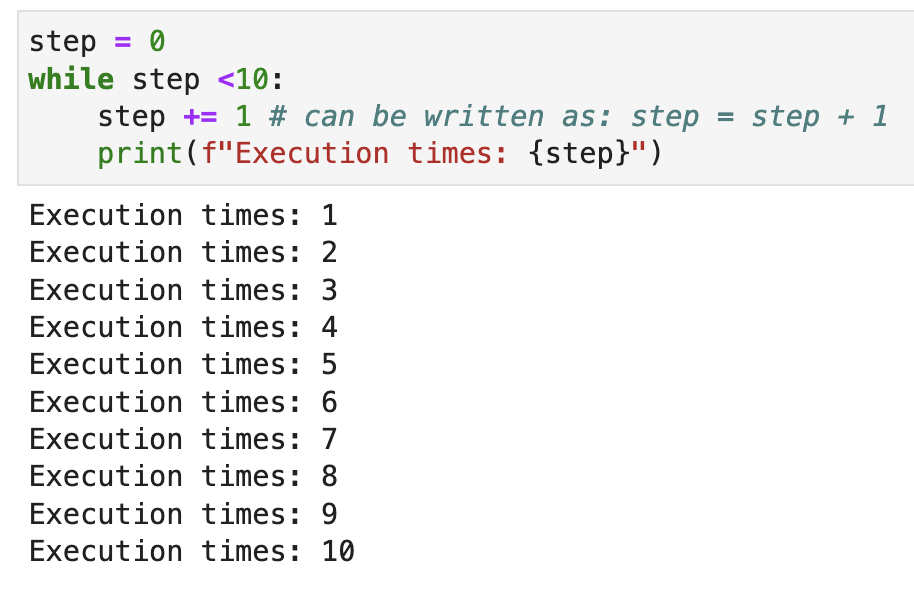 step = 0
while step <10:
    step += 1 # can be written as: step = step + 1
    print(f"Execution times: {step}")
Execution times: 1
Execution times: 2
Execution times: 3
Execution times: 4
Execution times: 5
Execution times: 6
Execution times: 7
Execution times: 8
Execution times: 9
Execution times: 10